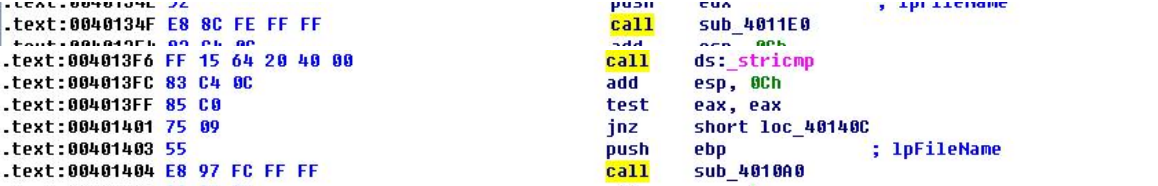 .text:0040134F E8 8C FE FF FF call sub_4011E0
.text:004013F6 FF 15 64 20 40 00 call ds:_stricmp
.text:004013FC 83 C4 0C add esp, 0Ch
.text:004013FF 85 C0 test eax, eax
.text:00401401 75 09 jnz short loc_40140C
.text:00401403 55 push ebp ; lpFileName
.text:00401404 E8 97 FC FF FF call sub_4010A0